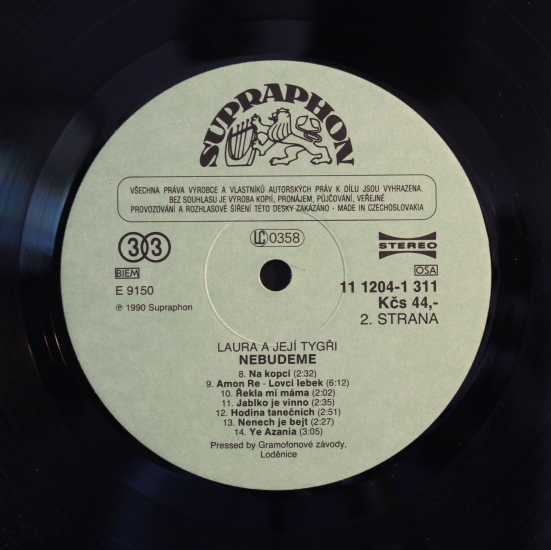 SUPRAPHON
VŠECHNA PRÁVA VÝROBCE A VLASTNÍKŮ AUTORSKÝCH PRÁV K DÍLU JSOU VYHRAZENA.
BEZ SOUHLASU JE VÝROBA KOPIÍ, PRONÁJEM, PŮJČOVÁNÍ, VEŘEJNÉ
PROVOZOVÁNÍ A ROZHLASOVÉ ŠÍŘENÍ TÉTO DESKY ZAKÁZÁNO - MADE IN CZECHOSLOVAKIA
33
LC 0358
STEREO
BIEM
OSA
E 9150
11 1204-1 311
Kčs 44,-
℗ 1990 Supraphon
2. STRANA
LAURA A JEJÍ TYGŘI
NEBUDEME
8. Na kopci (2:32)
9. Amon Re - Lovci lebek (6:12)
10. Řekla mi máma (2:02)
11. Jablko je vinno (2:35)
12. Hodina tanečních (2:51)
13. Nenech je bejt (2:27)
14. Ye Azania (3:05)
Pressed by Gramofonové závody,
Loděnice